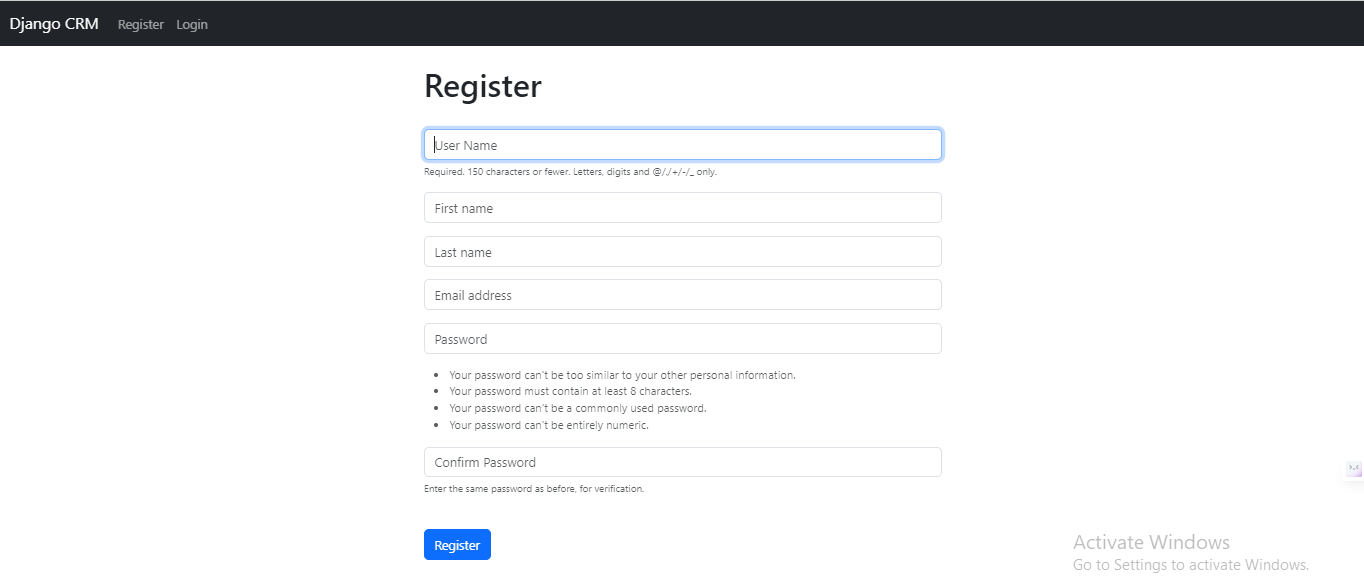 Django CRM Register Login
Register
User Name
Required. 150 characters or fewer. Letters, digits and @/./+/-/_ only.
First name
Last name
Email address
Password
Your password can't be too similar to your other personal information.
Your password must contain at least 8 characters.
Your password can't be a commonly used password.
Your password can't be entirely numeric.
Confirm Password
Enter the same password as before, for verification.
Register
Activate Windows
Go to Settings to activate Windows.